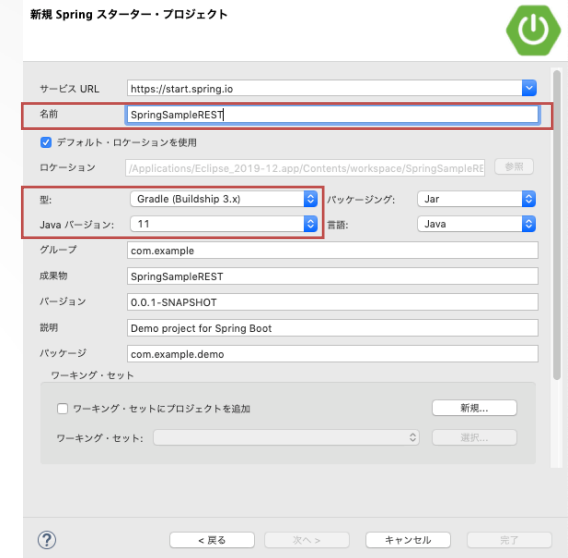 新規 Spring スターター・プロジェクト
サービス URL https://start.spring.io
名前 SpringSampleREST
デフォルト・ロケーションを使用
ロケーション /Applications/Eclipse_2019-12.app/Contents/workspace/SpringSampleRE 参照
型: Gradle (Buildship 3.x) パッケージング: Jar
Java バージョン: 11 言語: Java
グループ com.example
成果物 SpringSampleREST
バージョン 0.0.1-SNAPSHOT
説明 Demo project for Spring Boot
パッケージ com.example.demo
ワーキング・セット
ワーキング・セットにプロジェクトを追加 新規...
ワーキング・セット: 選択...
? < 戻る 次へ > キャンセル 完了